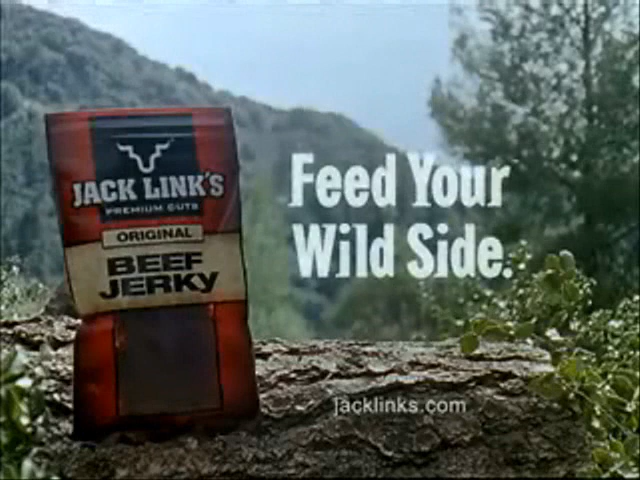 JACK LINK'S
PREMIUM CUTS
ORIGINAL
BEEF
JERKY
Feed Your
Wild Side.
jacklinks.com